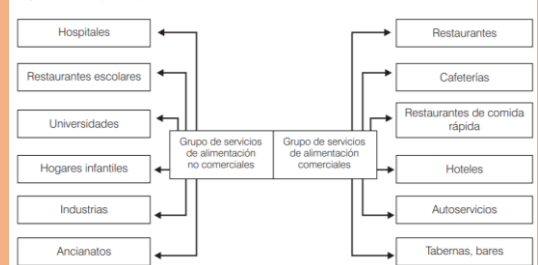 Hospitales
Restaurantes escolares
Universidades
Hogares infantiles
Industrias
Ancianatos
Grupo de servicios
de alimentación
no comerciales
Grupo de servicios
de alimentación
comerciales
Restaurantes
Cafeterías
Restaurantes de comida
rápida
Hoteles
Autoservicios
Tabernas, bares